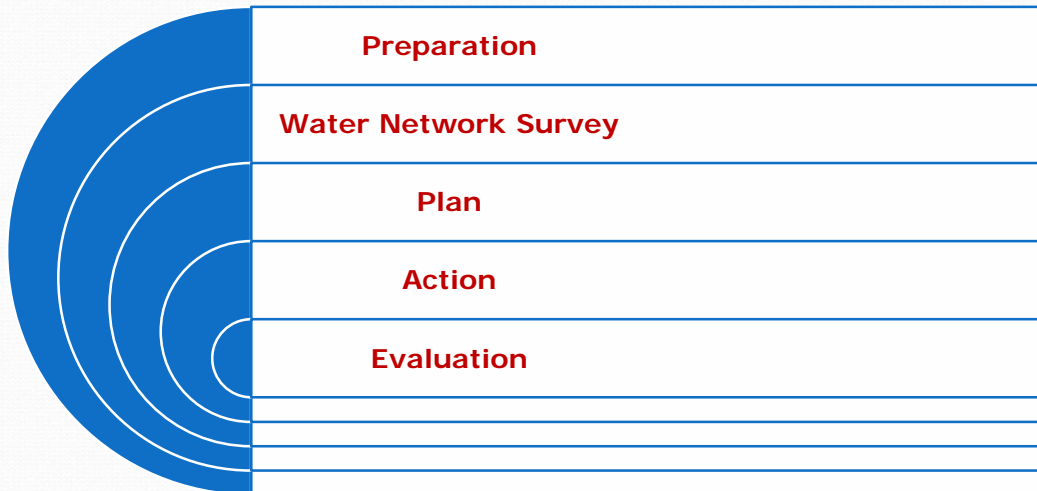 Preparation
Water Network Survey
Plan
Action
Evaluation